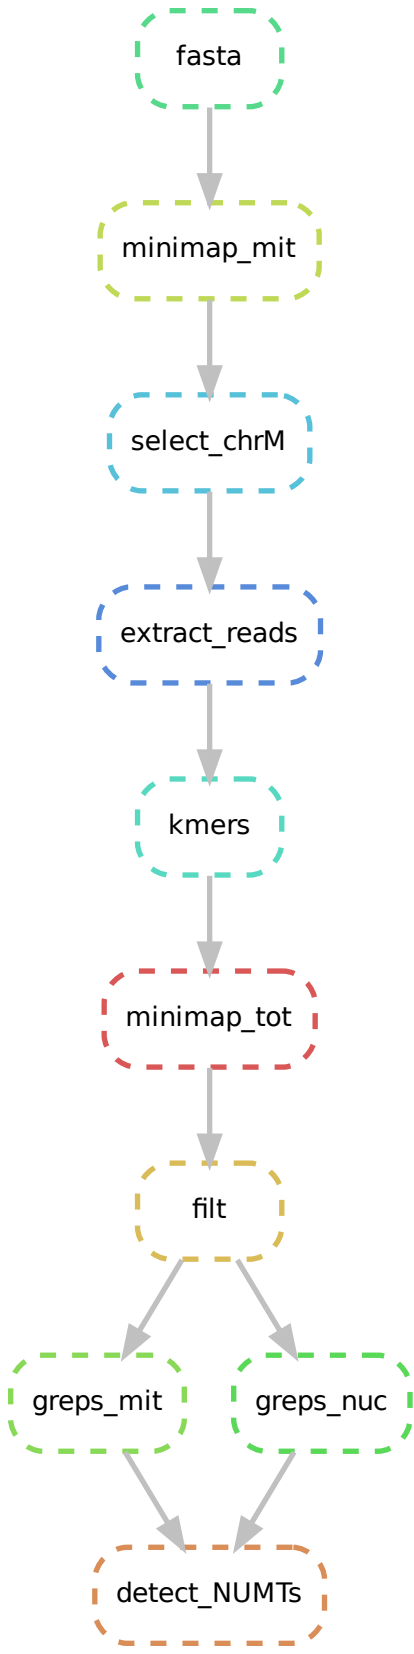 fasta
minimap_mit
select_chrM
extract_reads
kmers
minimap_tot
filt
greps_mit
greps_nuc
detect_NUMTs